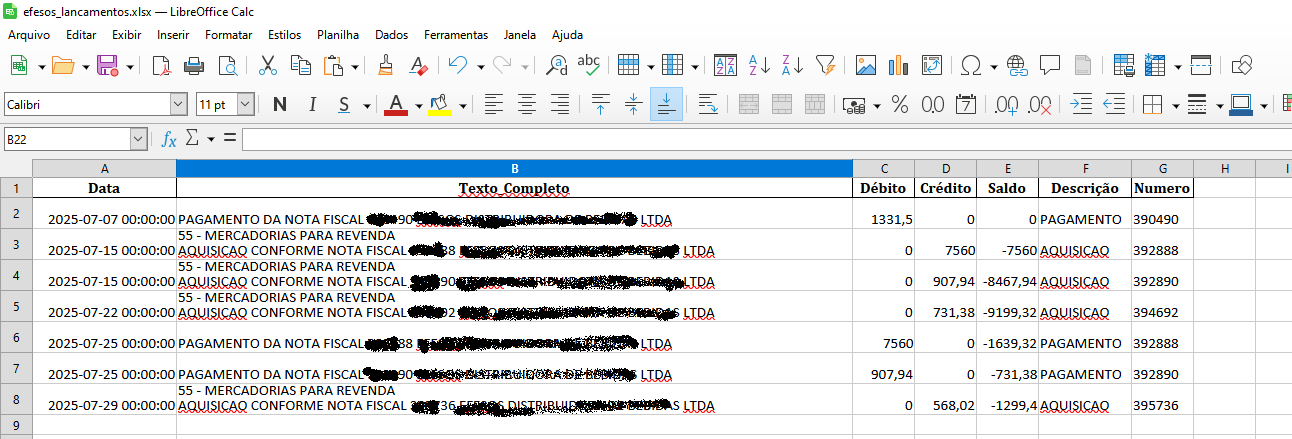 efesos_lancamentos.xlsx — LibreOffice Calc
Arquivo Editar Exibir Inserir Formatar Estilos Planilha Dados Ferramentas Janela Ajuda
Calibri 11 pt N I S A % 0.0 7 .00 .00
B22 fx Σ =
A B C D E F G H I
1 Data Texto_Completo Débito Crédito Saldo Descrição Numero
2 2025-07-07 00:00:00 PAGAMENTO DA NOTA FISCAL LTDA 1331,5 0 0 PAGAMENTO 390490
55 - MERCADORIAS PARA REVENDA
3 2025-07-15 00:00:00 AQUISICAO CONFORME NOTA FISCAL LTDA 0 7560 -7560 AQUISICAO 392888
55 - MERCADORIAS PARA REVENDA
4 2025-07-15 00:00:00 AQUISICAO CONFORME NOTA FISCAL LTDA 0 907,94 -8467,94 AQUISICAO 392890
55 - MERCADORIAS PARA REVENDA
5 2025-07-22 00:00:00 AQUISICAO CONFORME NOTA FISCAL LTDA 0 731,38 -9199,32 AQUISICAO 394692
6 2025-07-25 00:00:00 PAGAMENTO DA NOTA FISCAL LTDA 7560 0 -1639,32 PAGAMENTO 392888
7 2025-07-25 00:00:00 PAGAMENTO DA NOTA FISCAL LTDA 907,94 0 -731,38 PAGAMENTO 392890
55 - MERCADORIAS PARA REVENDA
8 2025-07-29 00:00:00 AQUISICAO CONFORME NOTA FISCAL LTDA 0 568,02 -1299,4 AQUISICAO 395736
9